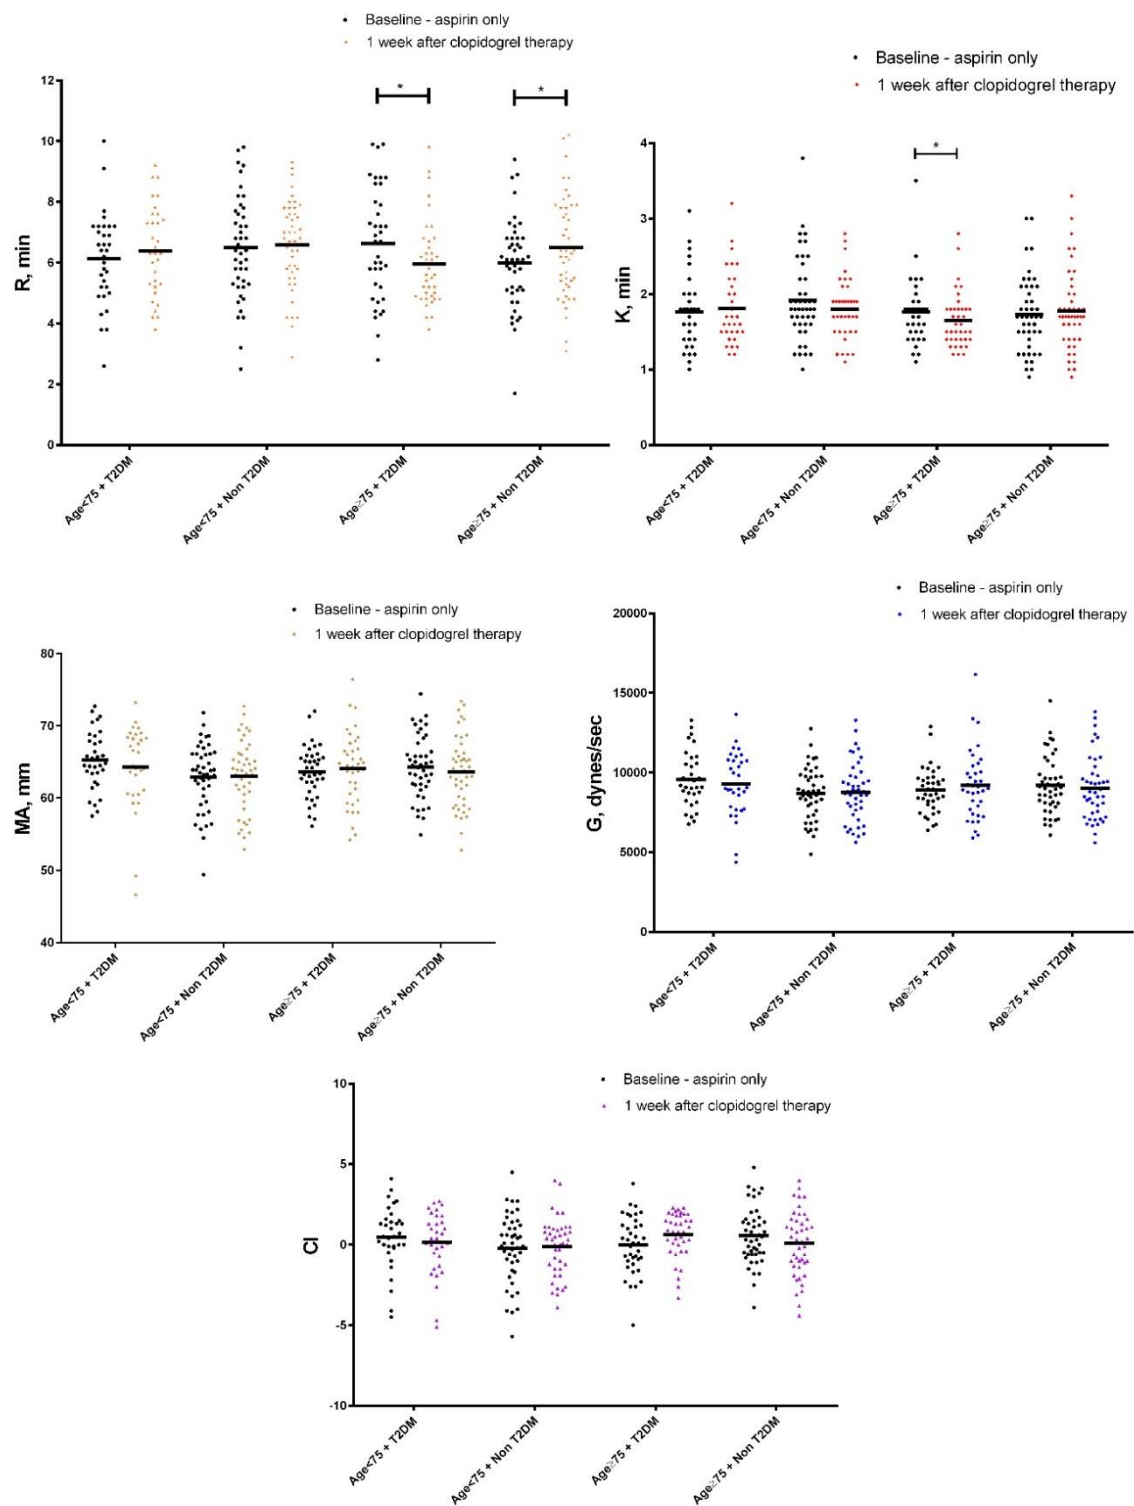 Baseline - aspirin only
1 week after clopidogrel therapy
R, min
12
10
8
6
4
2
0
*
*
Age<75 + T2DM
Age<75 + Non T2DM
Age≥75 + T2DM
Age≥75 + Non T2DM
Baseline - aspirin only
1 week after clopidogrel therapy
K, min
4
3
2
1
0
*
Age<75 + T2DM
Age<75 + Non T2DM
Age≥75 + T2DM
Age≥75 + Non T2DM
Baseline - aspirin only
1 week after clopidogrel therapy
MA, mm
80
70
60
50
40
Age<75 + T2DM
Age<75 + Non T2DM
Age≥75 + T2DM
Age≥75 + Non T2DM
Baseline - aspirin only
1 week after clopidogrel therapy
G, dynes/sec
20000
15000
10000
5000
0
Age<75 + T2DM
Age<75 + Non T2DM
Age≥75 + T2DM
Age≥75 + Non T2DM
Baseline - aspirin only
1 week after clopidogrel therapy
CI
10
5
0
-5
-10
Age<75 + T2DM
Age<75 + Non T2DM
Age≥75 + T2DM
Age≥75 + Non T2DM